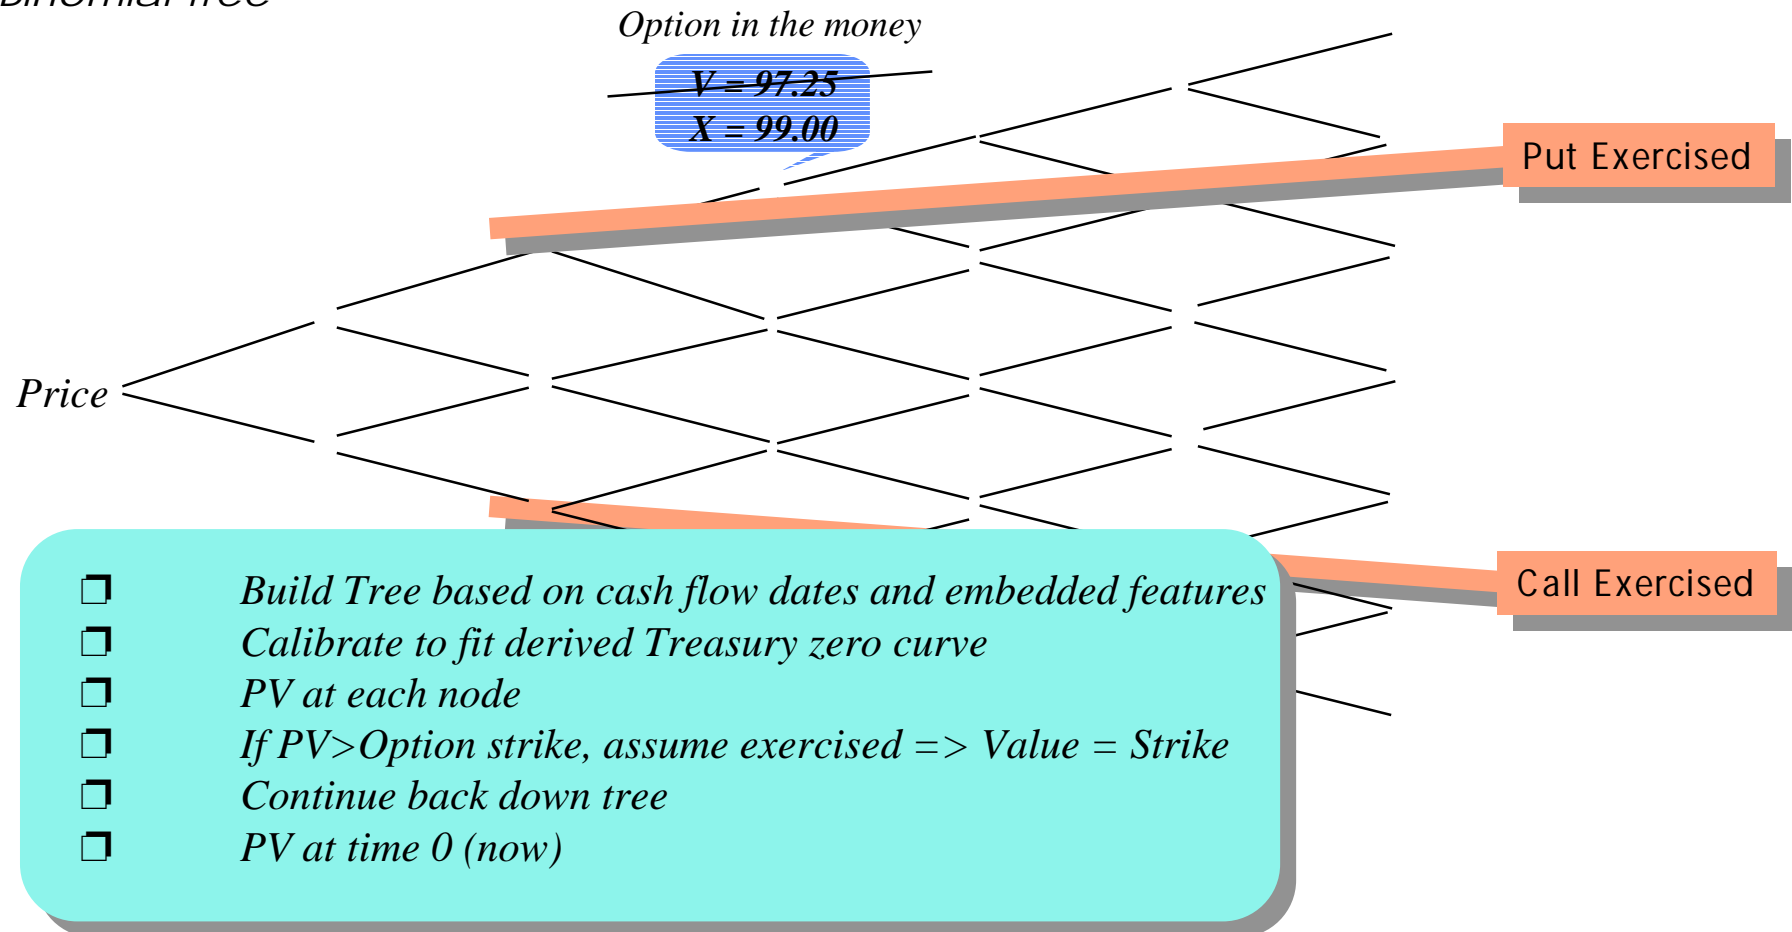 Binomial Tree
Option in the money
V = 97.25
X = 99.00
Put Exercised
Price
Call Exercised
❒ Build Tree based on cash flow dates and embedded features
❒ Calibrate to fit derived Treasury zero curve
❒ PV at each node
❒ If PV>Option strike, assume exercised => Value = Strike
❒ Continue back down tree
❒ PV at time 0 (now)